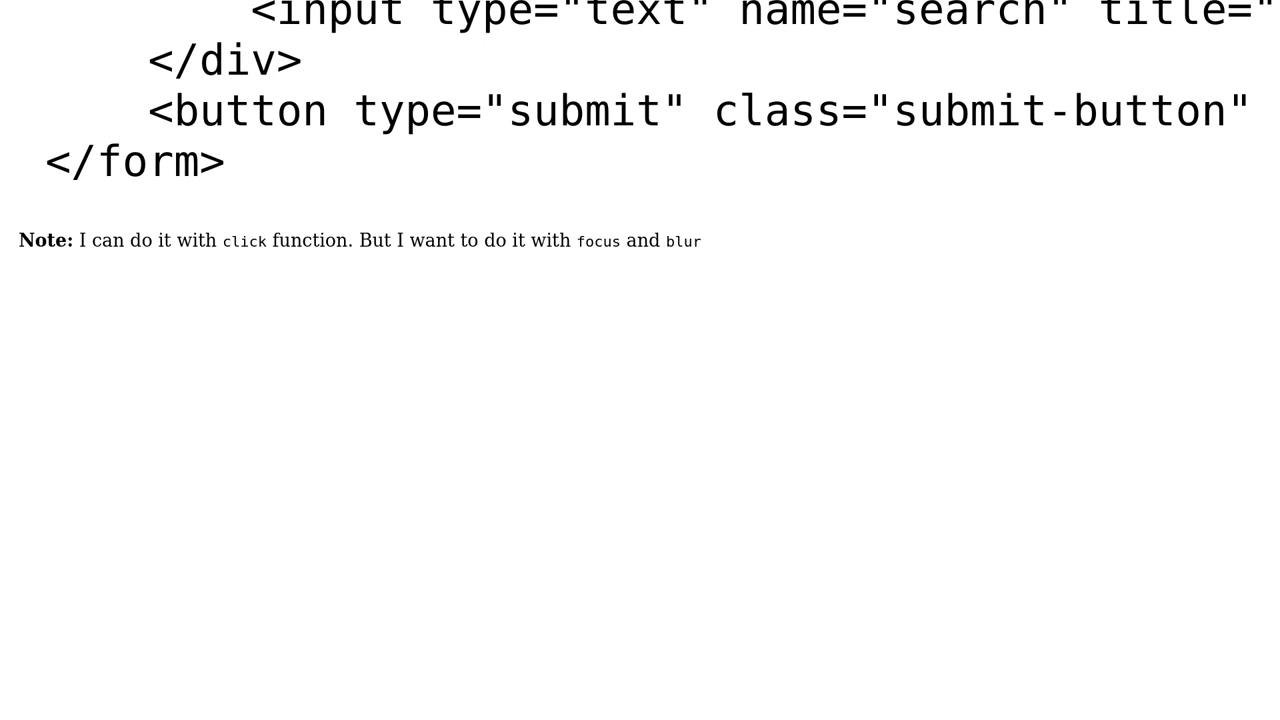 <input type="text" name="search" title="
</div>
<button type="submit" class="submit-button"
</form>
Note: I can do it with click function. But I want to do it with focus and blur